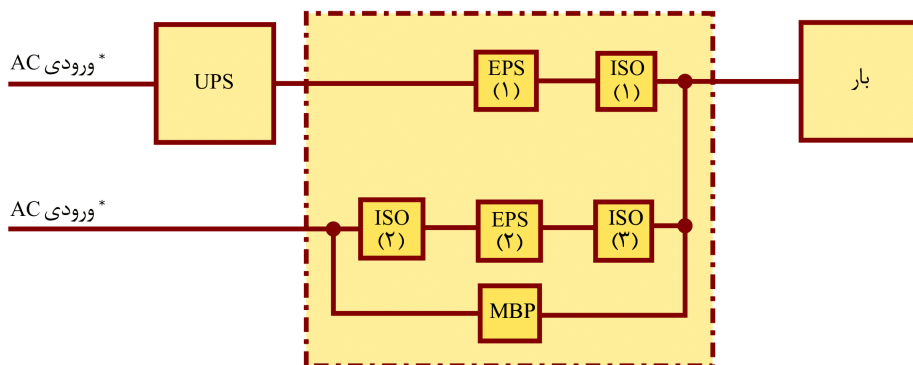 * ورودی AC
UPS
EPS
(۱)
ISO
(۱)
بار
* ورودی AC
ISO
(۲)
EPS
(۲)
ISO
(۳)
MBP